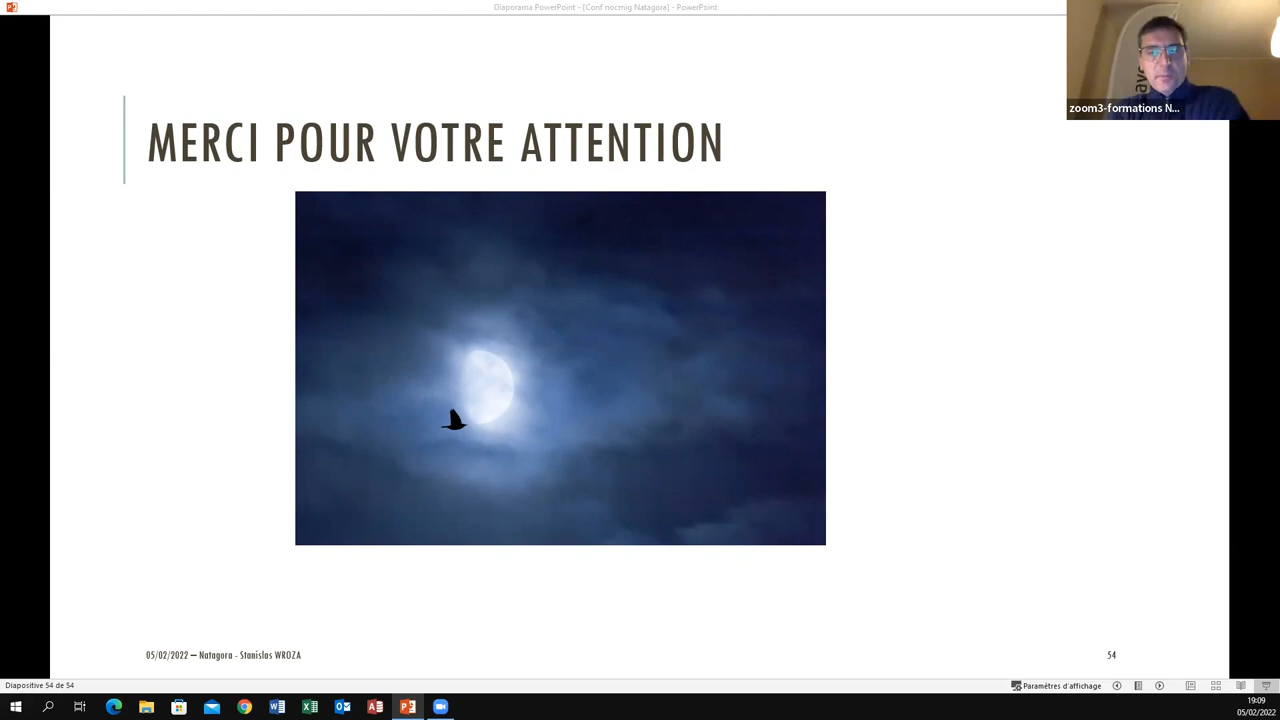 Diaporama PowerPoint - [Conf nocmig Natagora] - PowerPoint
zoom3-formations N...
MERCI POUR VOTRE ATTENTION
05/02/2022 – Natagora - Stanislas WROZA
54
Diapositive 54 de 54
Paramètres d'affichage
19:09
05/02/2022